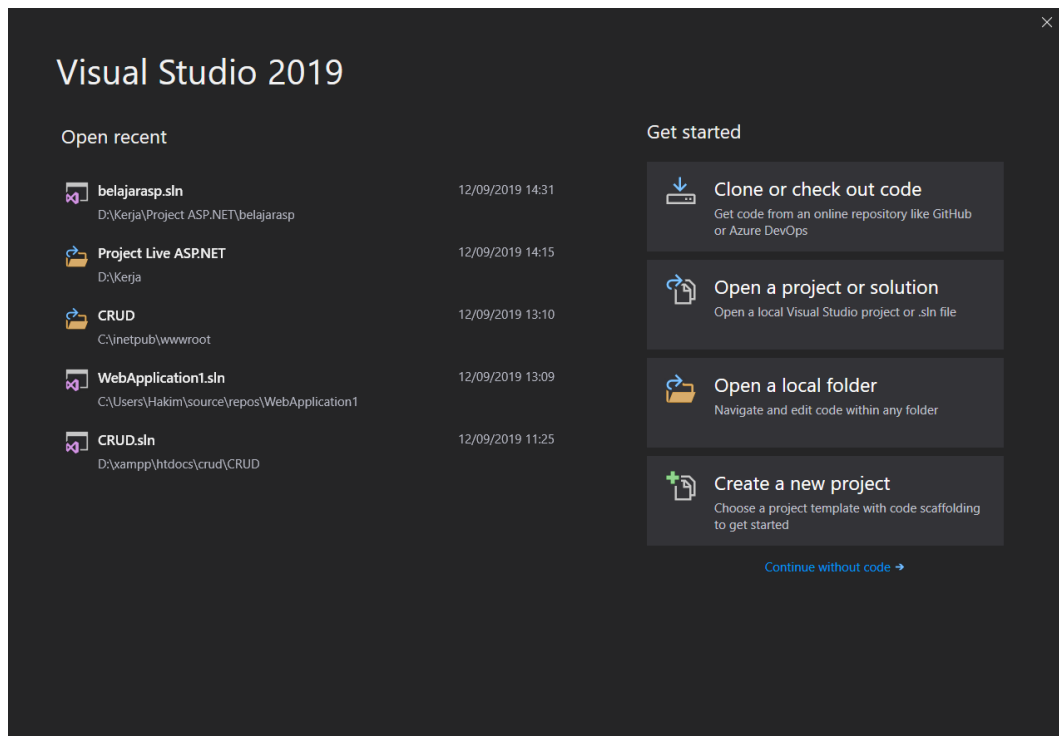 Visual Studio 2019
Open recent
belajarasp.sln 12/09/2019 14:31
D:\Kerja\Project ASP.NET\belajarasp
Project Live ASP.NET 12/09/2019 14:15
D:\Kerja
CRUD 12/09/2019 13:10
C:\inetpub\wwwroot
WebApplication1.sln 12/09/2019 13:09
C:\Users\Hakim\source\repos\WebApplication1
CRUD.sln 12/09/2019 11:25
D:\xampp\htdocs\crud\CRUD
Get started
Clone or check out code
Get code from an online repository like GitHub
or Azure DevOps
Open a project or solution
Open a local Visual Studio project or .sln file
Open a local folder
Navigate and edit code within any folder
Create a new project
Choose a project template with code scaffolding
to get started
Continue without code →